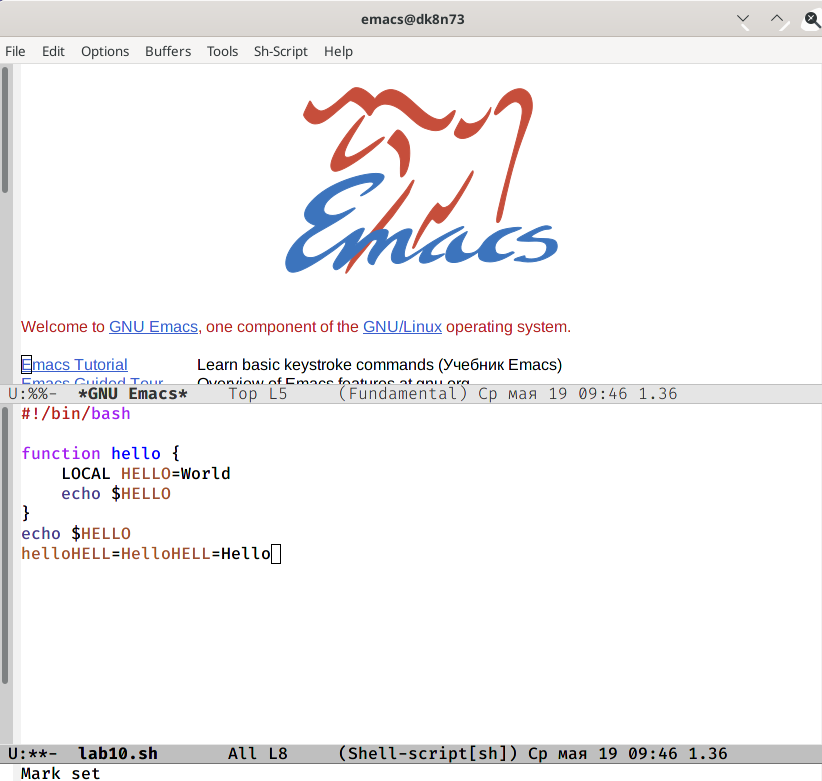 emacs@dk8n73
File Edit Options Buffers Tools Sh-Script Help
Emacs
Welcome to GNU Emacs, one component of the GNU/Linux operating system.
Emacs Tutorial Learn basic keystroke commands (Учебник Emacs)
Emacs Guided Tour Overview of Emacs features at gnu.org
U:%%- *GNU Emacs* Top L5 (Fundamental) Ср мая 19 09:46 1.36
#!/bin/bash
function hello {
LOCAL HELLO=World
echo $HELLO
}
echo $HELLO
helloHELL=HelloHELL=Hello
U:**- lab10.sh All L8 (Shell-script[sh]) Ср мая 19 09:46 1.36
Mark set